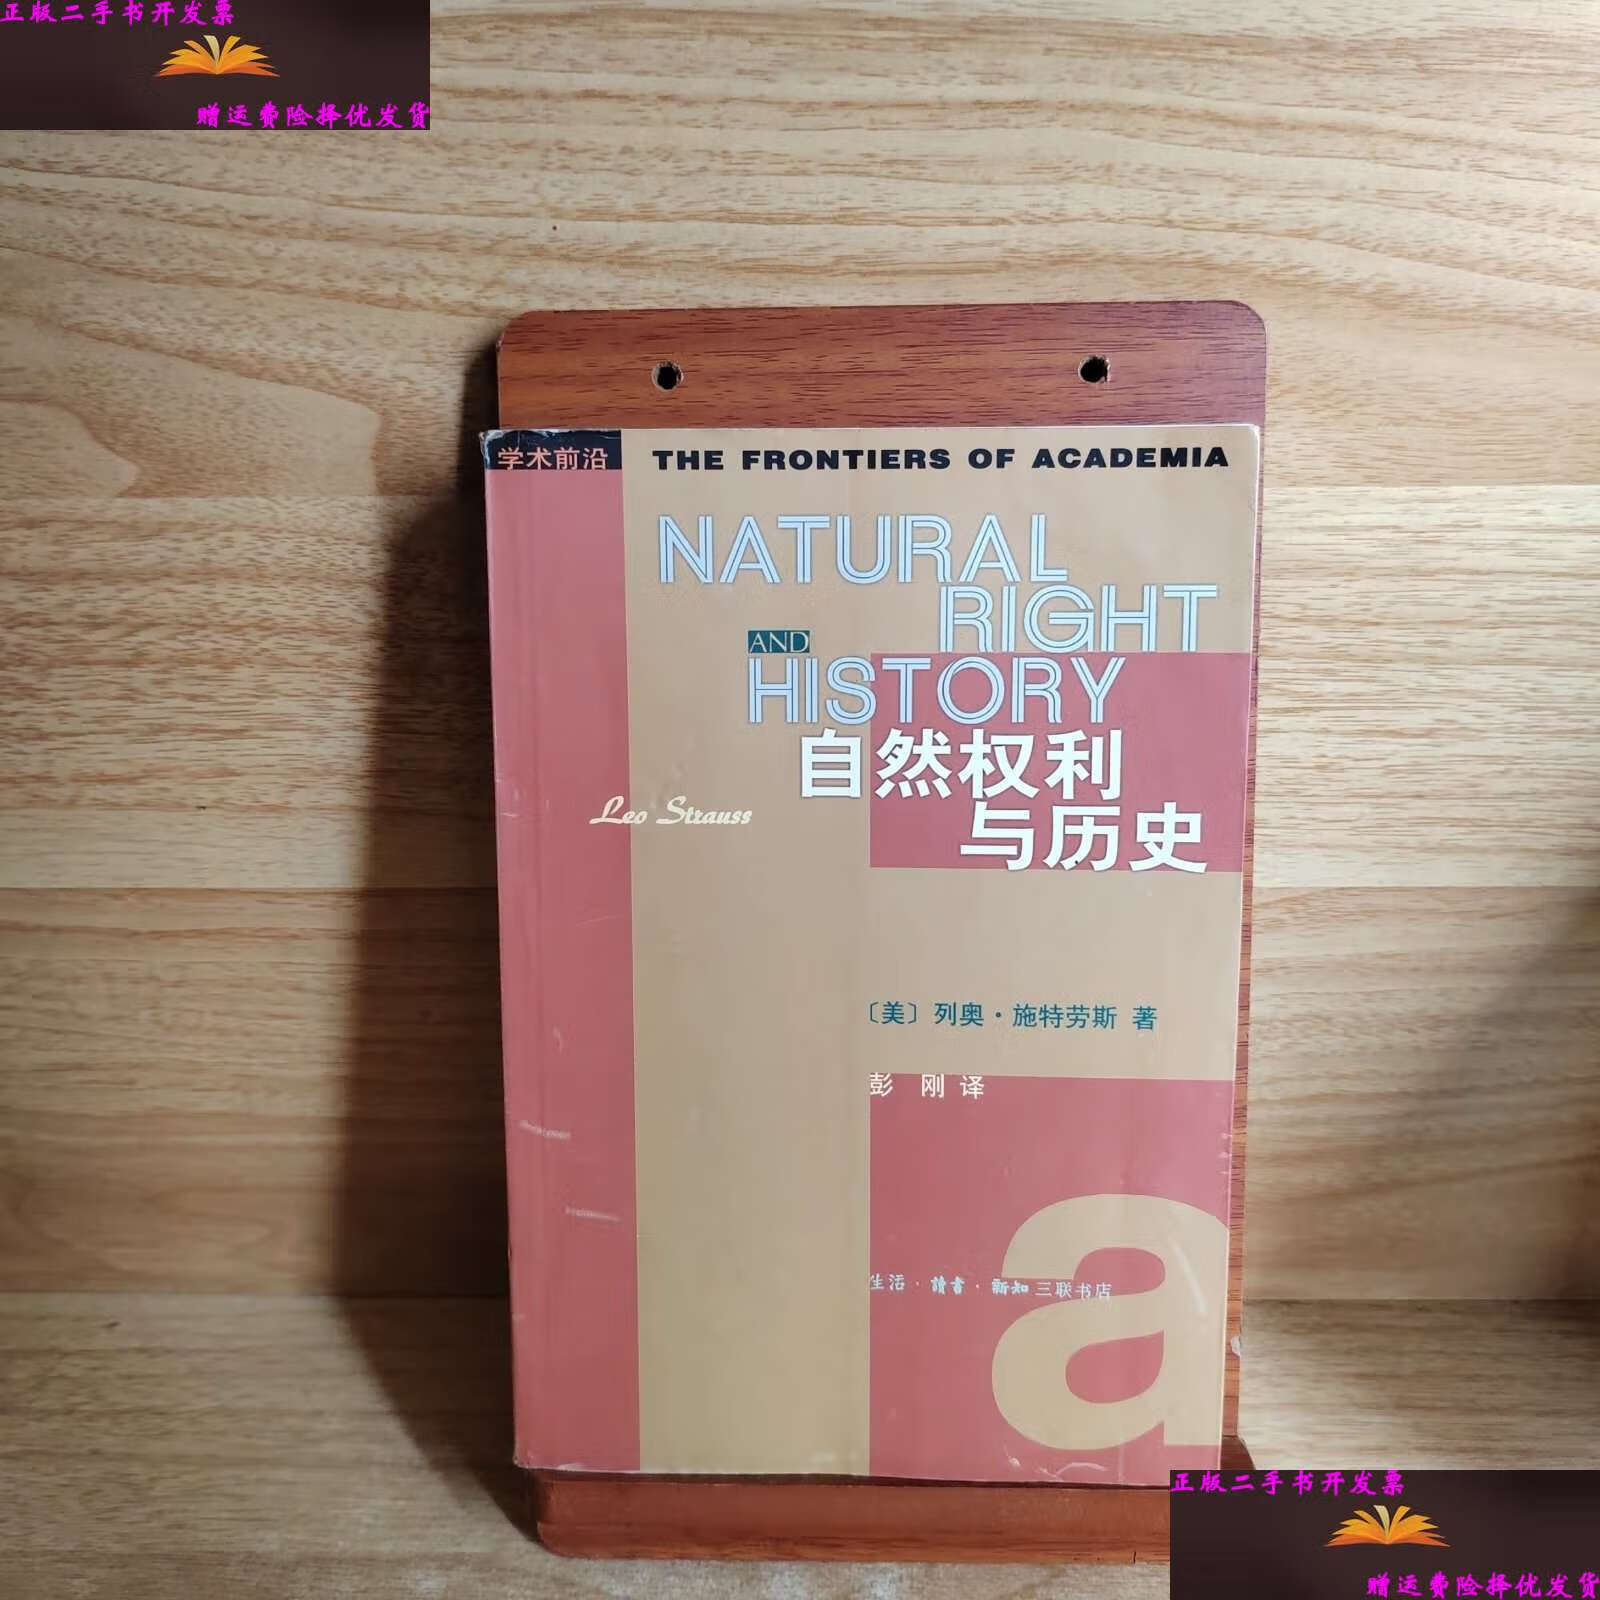 正版二手书开发票
赠运费险择优发货
学术前沿
THE FRONTIERS OF ACADEMIA
NATURAL
RIGHT
AND
HISTORY
自然权利
与历史
Leo Strauss
〔美〕列奥·施特劳斯 著
彭 刚 译
生活·讀書·新知三联书店
a
正版二手书开发票
赠运费险择优发货